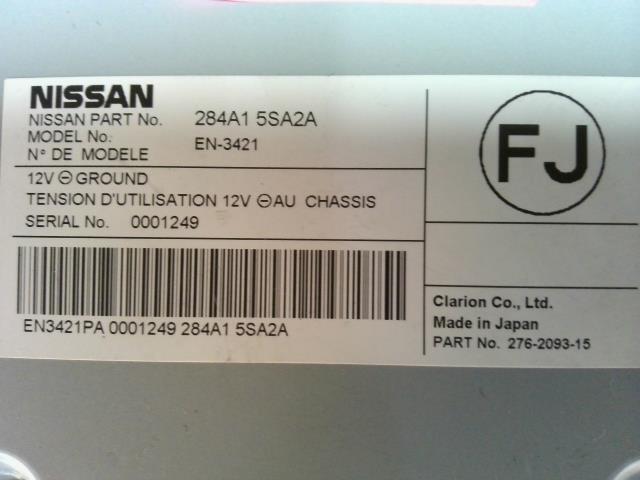 NISSAN
NISSAN PART No. 284A1 5SA2A
MODEL No.
N° DE MODELE EN-3421
12V ⊖ GROUND
TENSION D'UTILISATION 12V ⊖ AU CHASSIS
SERIAL No. 0001249
EN3421PA 0001249 284A1 5SA2A
FJ
Clarion Co., Ltd.
Made in Japan
PART No. 276-2093-15